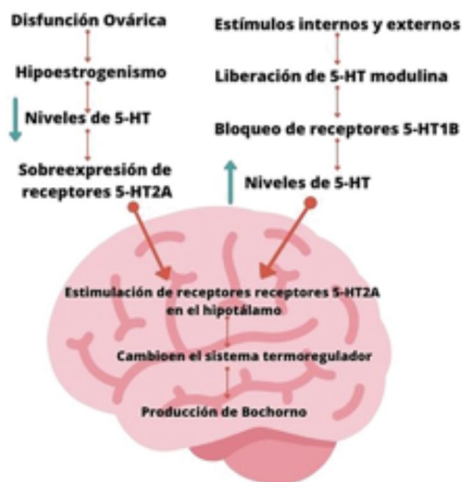 Disfunción Ovárica
Hipoestrogenismo
Niveles de 5-HT
Sobreexpresión de
receptores 5-HT2A
Estímulos internos y externos
Liberación de 5-HT modulina
Bloqueo de receptores 5-HT1B
Niveles de 5-HT
Estimulación de receptores receptores 5-HT2A
en el hipotálamo
Cambioen el sistema termoregulador
Producción de Bochorno